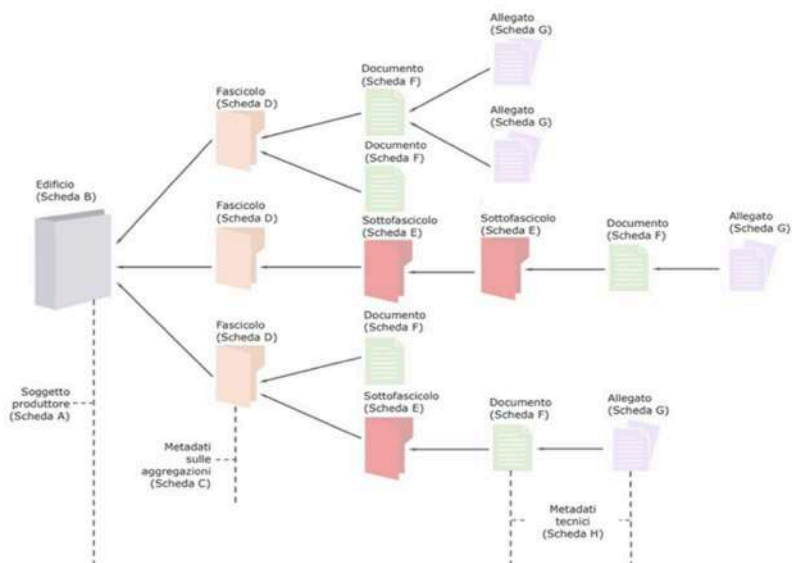 Allegato
(Scheda G)
Documento
(Scheda F)
Fascicolo
(Scheda D)
Allegato
(Scheda G)
Documento
(Scheda F)
Edificio
(Scheda B)
Fascicolo
(Scheda D)
Sottofascicolo
(Scheda E)
Sottofascicolo
(Scheda E)
Documento
(Scheda F)
Allegato
(Scheda G)
Fascicolo
(Scheda D)
Documento
(Scheda F)
Soggetto
produttore
(Scheda A)
Sottofascicolo
(Scheda E)
Documento
(Scheda F)
Allegato
(Scheda G)
Metadati
sulle
aggregazioni
(Scheda C)
Metadati
tecnici
(Scheda H)